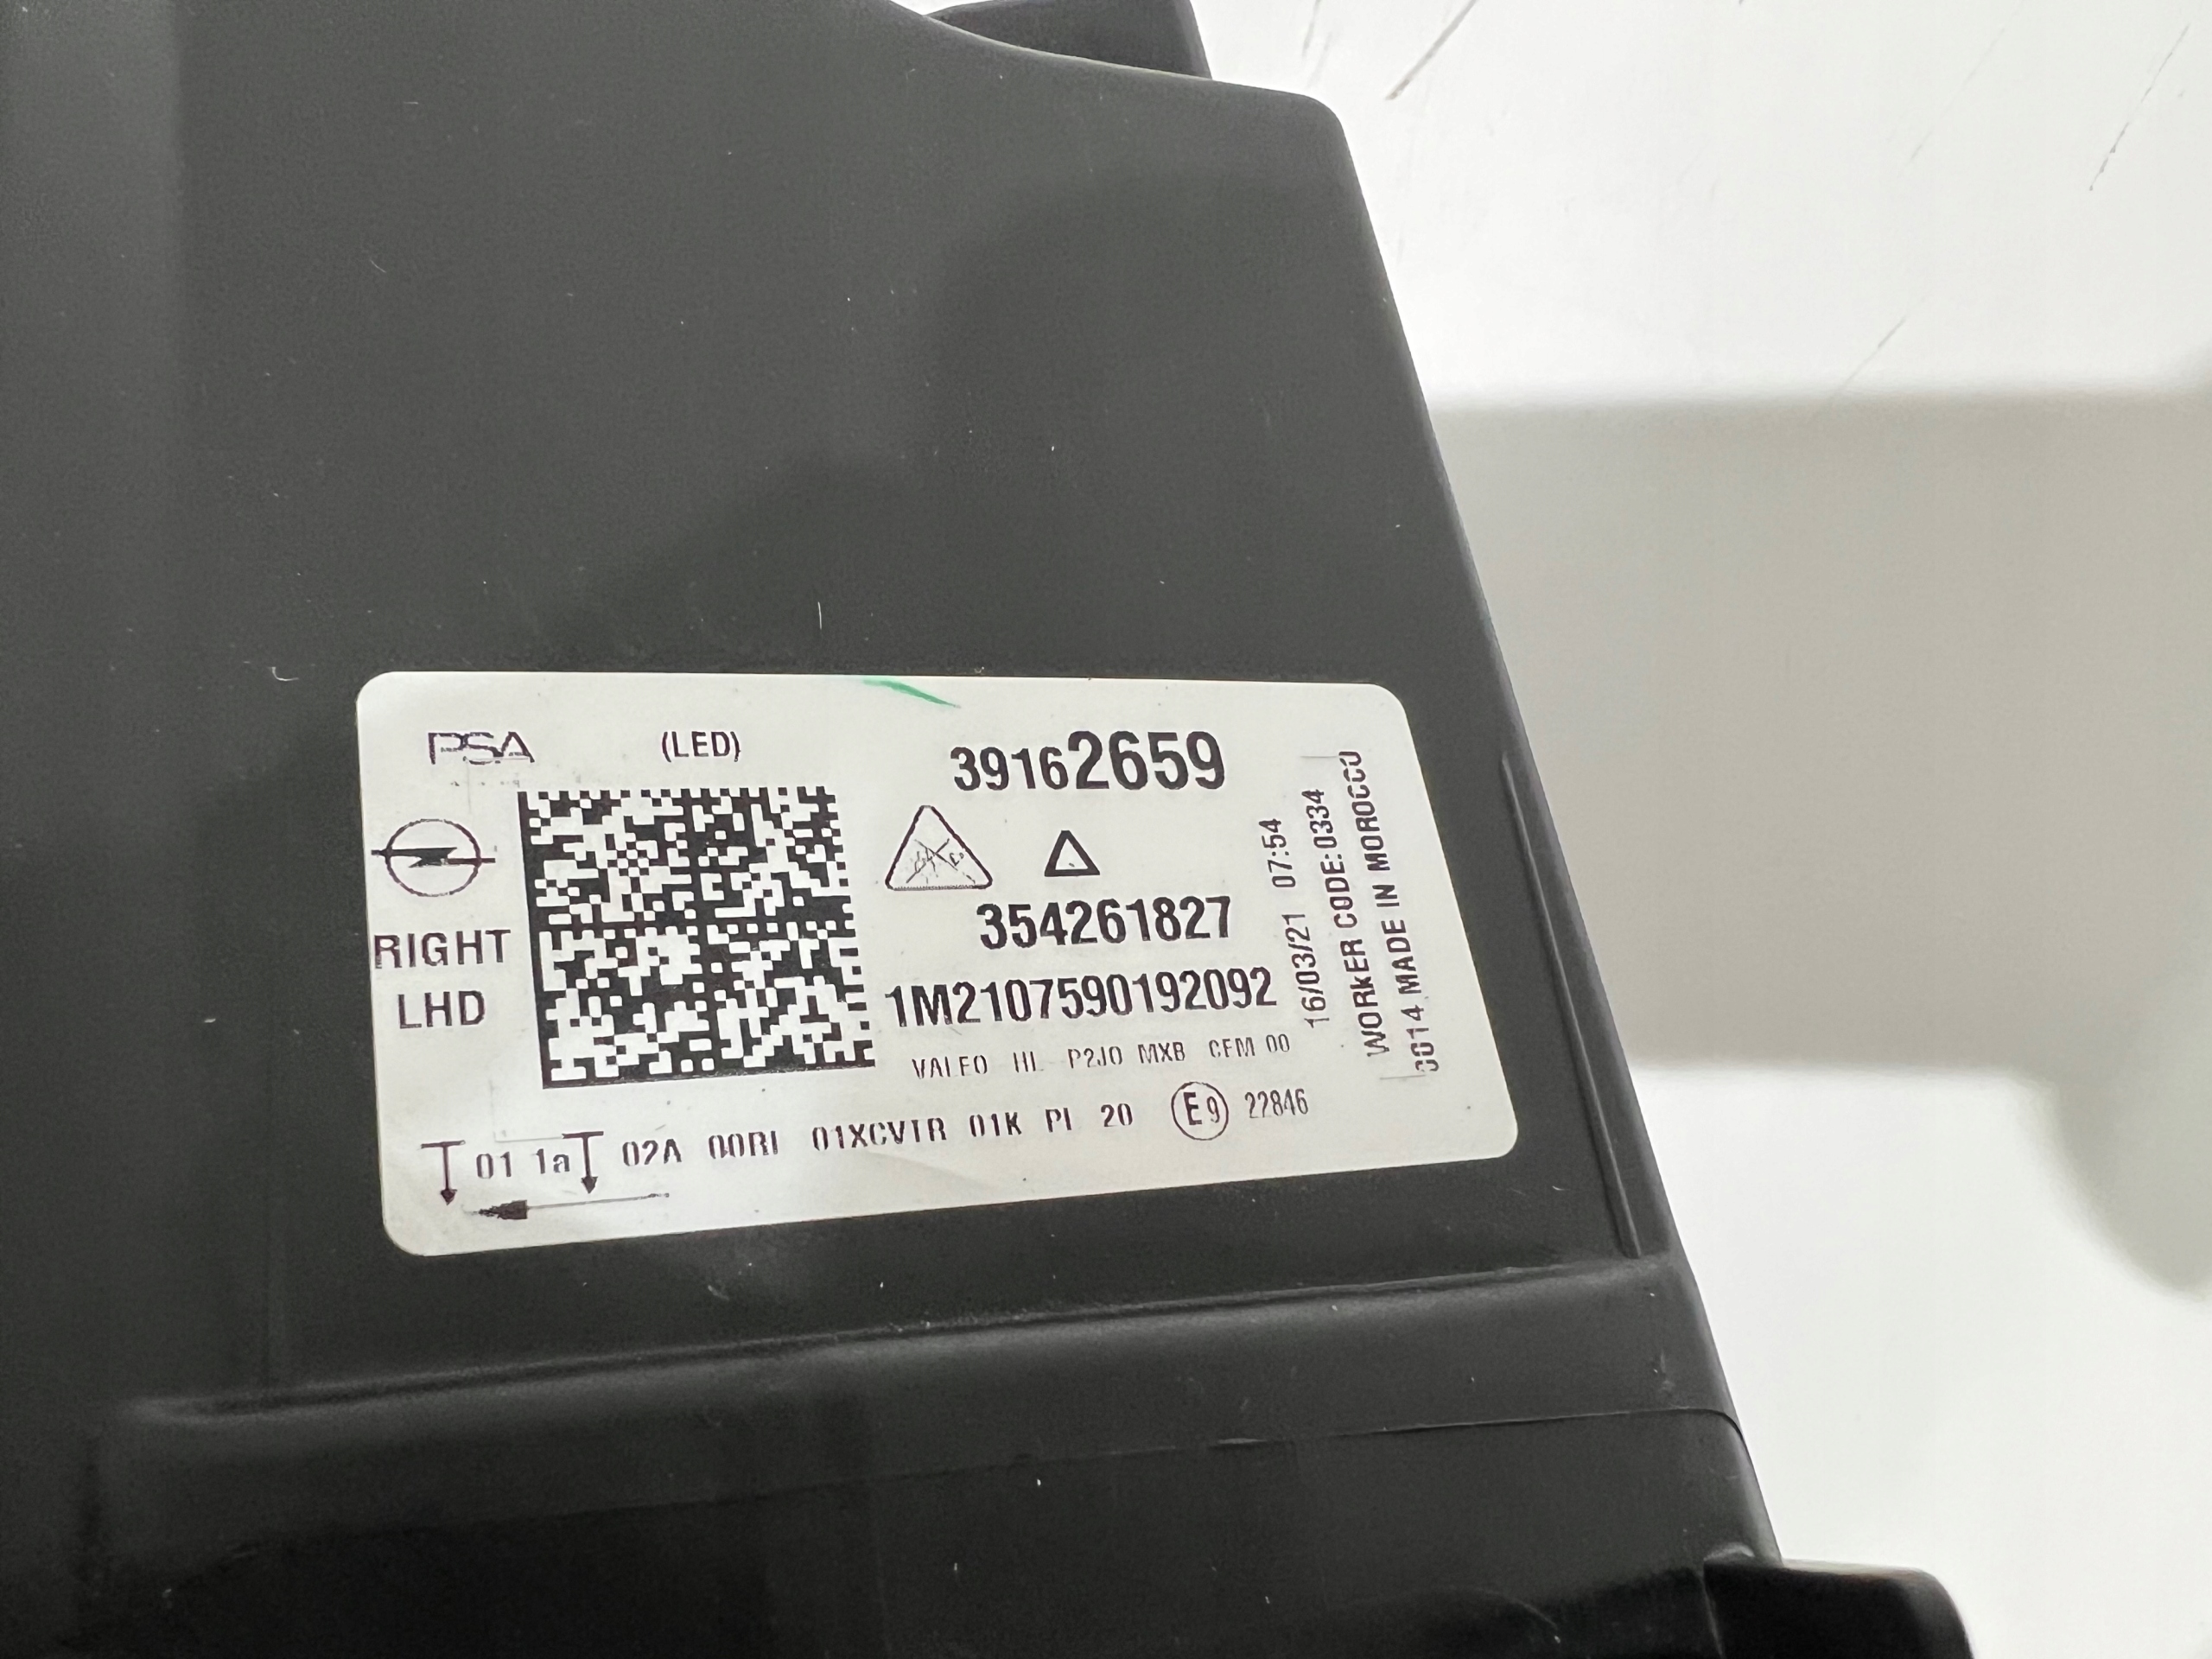 PSA (LED) 39162659
RIGHT
LHD
354261827
1M2107590192092
VALEO HL P2JO MXB CFM 00
01 1a 02A 00RI 01XCVTR 01K PI 20 E9 22846
16/03/21 07:54
WORKER CODE:0334
0014 MADE IN MOROCCO